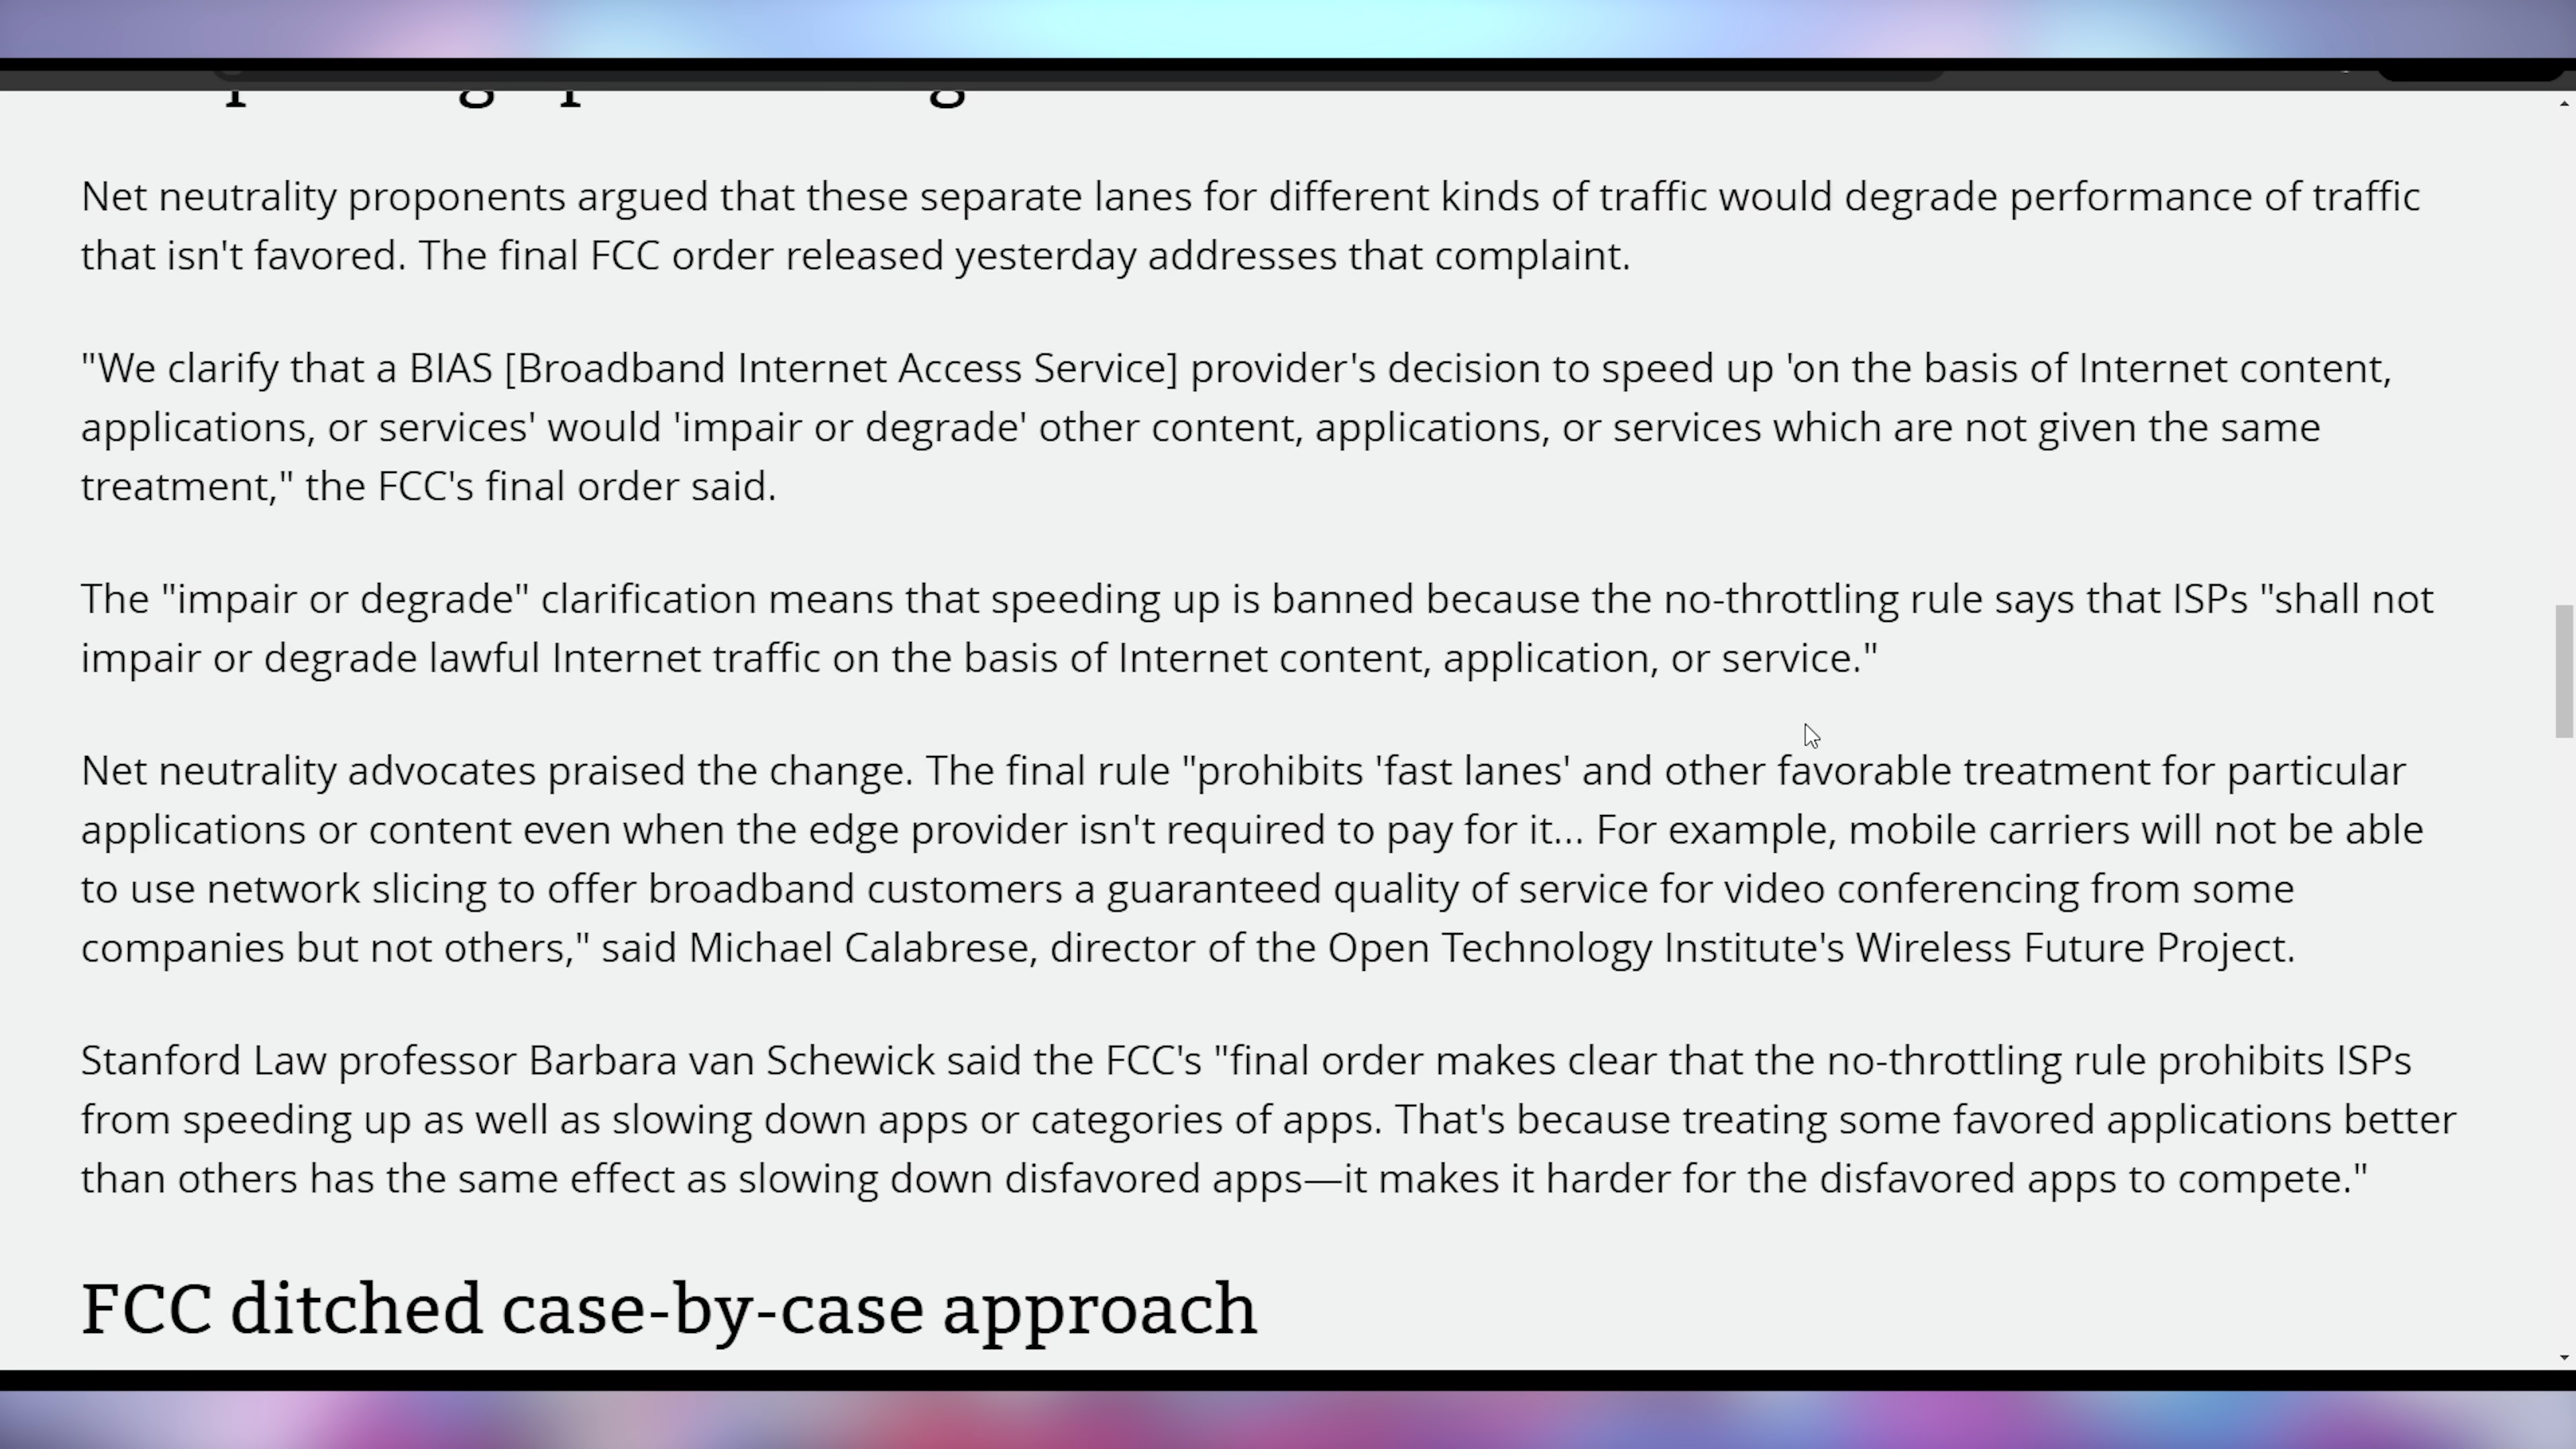 Net neutrality proponents argued that these separate lanes for different kinds of traffic would degrade performance of traffic
that isn't favored. The final FCC order released yesterday addresses that complaint.
"We clarify that a BIAS [Broadband Internet Access Service] provider's decision to speed up 'on the basis of Internet content,
applications, or services' would 'impair or degrade' other content, applications, or services which are not given the same
treatment," the FCC's final order said.
The "impair or degrade" clarification means that speeding up is banned because the no-throttling rule says that ISPs "shall not
impair or degrade lawful Internet traffic on the basis of Internet content, application, or service."
Net neutrality advocates praised the change. The final rule "prohibits 'fast lanes' and other favorable treatment for particular
applications or content even when the edge provider isn't required to pay for it... For example, mobile carriers will not be able
to use network slicing to offer broadband customers a guaranteed quality of service for video conferencing from some
companies but not others," said Michael Calabrese, director of the Open Technology Institute's Wireless Future Project.
Stanford Law professor Barbara van Schewick said the FCC's "final order makes clear that the no-throttling rule prohibits ISPs
from speeding up as well as slowing down apps or categories of apps. That's because treating some favored applications better
than others has the same effect as slowing down disfavored apps—it makes it harder for the disfavored apps to compete."
FCC ditched case-by-case approach